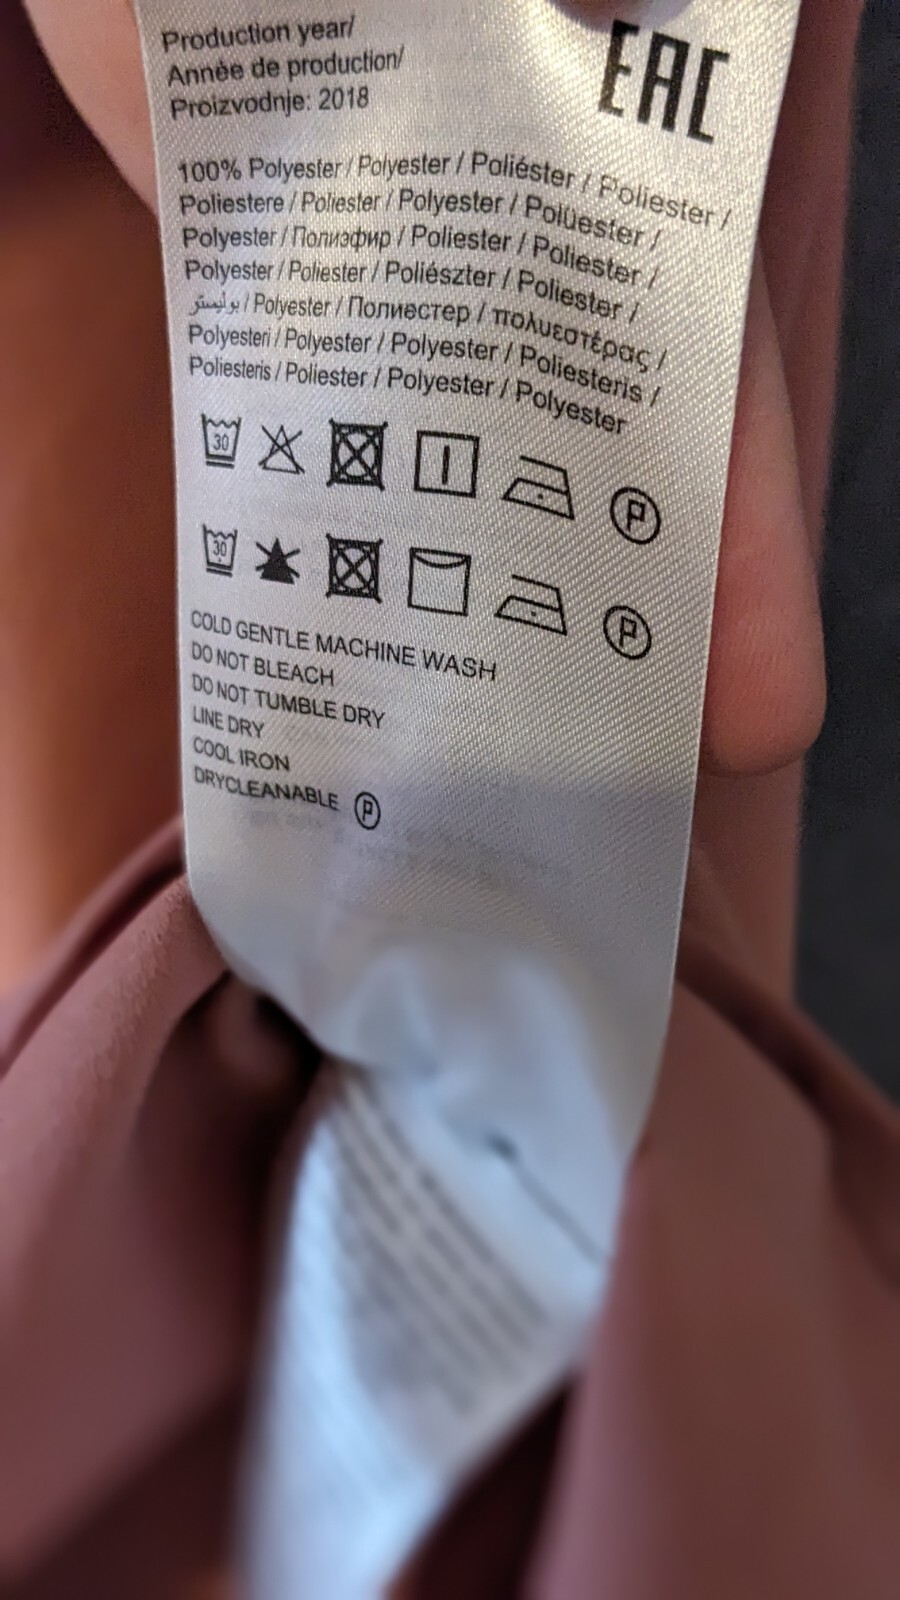 Production year/
Année de production/
Proizvodnje: 2018
EAC
100% Polyester / Polyester / Poliéster / Poliester /
Poliestere / Poliester / Polyester / Polüester /
Polyester / Полиэфир / Poliester / Poliester /
Polyester / Poliester / Poliészter / Poliester /
بوليستر / Polyester / Полиестер / πολυεστέρας /
Polyesteri / Polyester / Polyester / Poliesteris /
Poliesteris / Poliester / Polyester / Polyester
30
P
30
P
COLD GENTLE MACHINE WASH
DO NOT BLEACH
DO NOT TUMBLE DRY
LINE DRY
COOL IRON
DRYCLEANABLE P